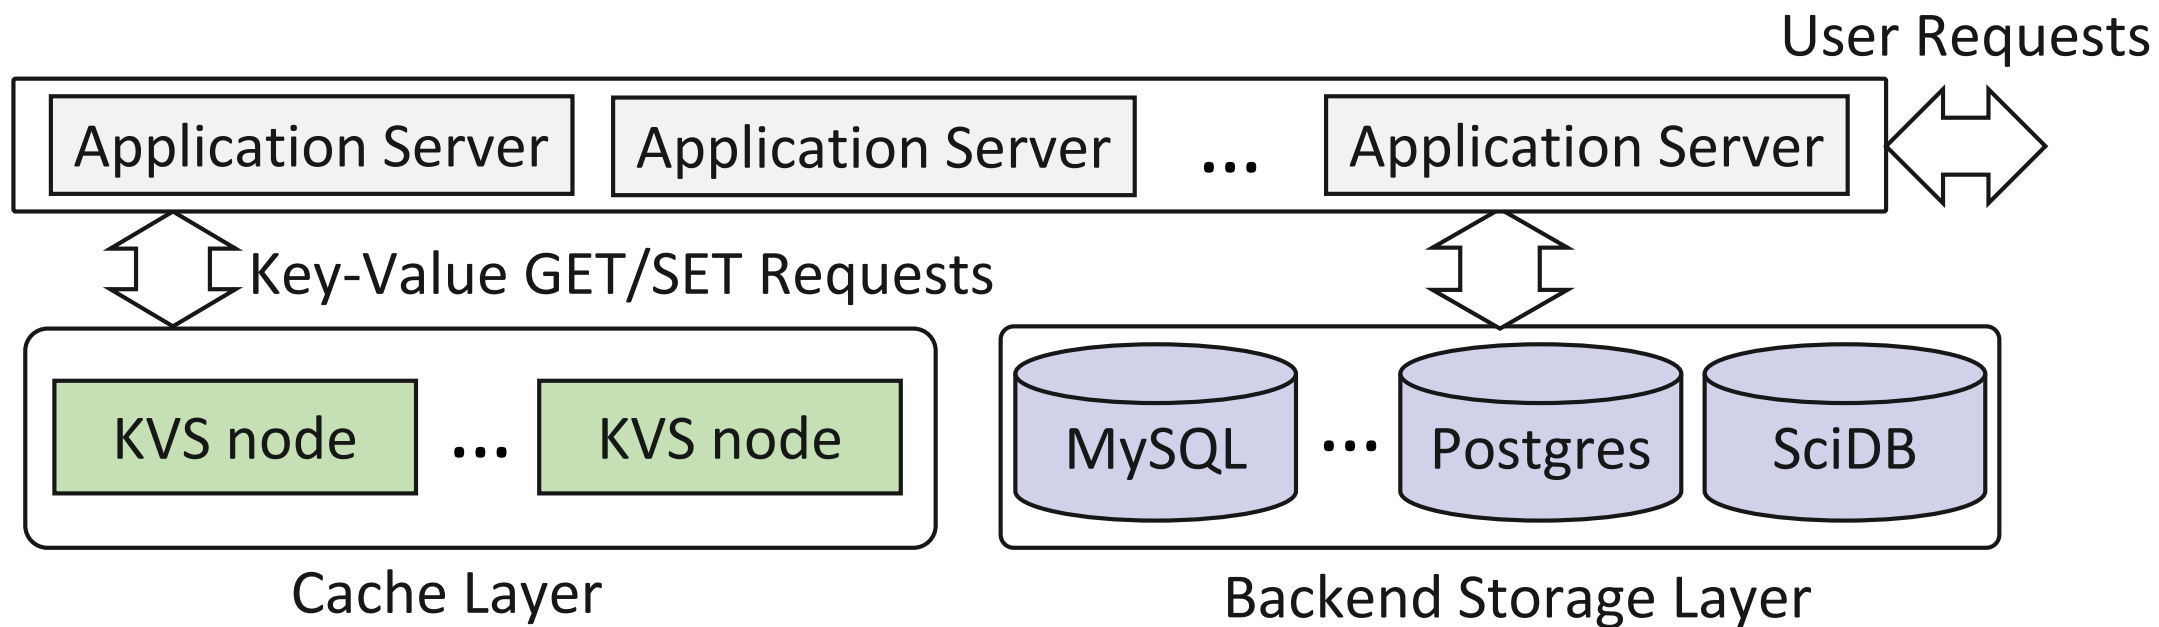 User Requests
Application Server Application Server ... Application Server
Key-Value GET/SET Requests
KVS node ... KVS node
MySQL ... Postgres SciDB
Cache Layer
Backend Storage Layer